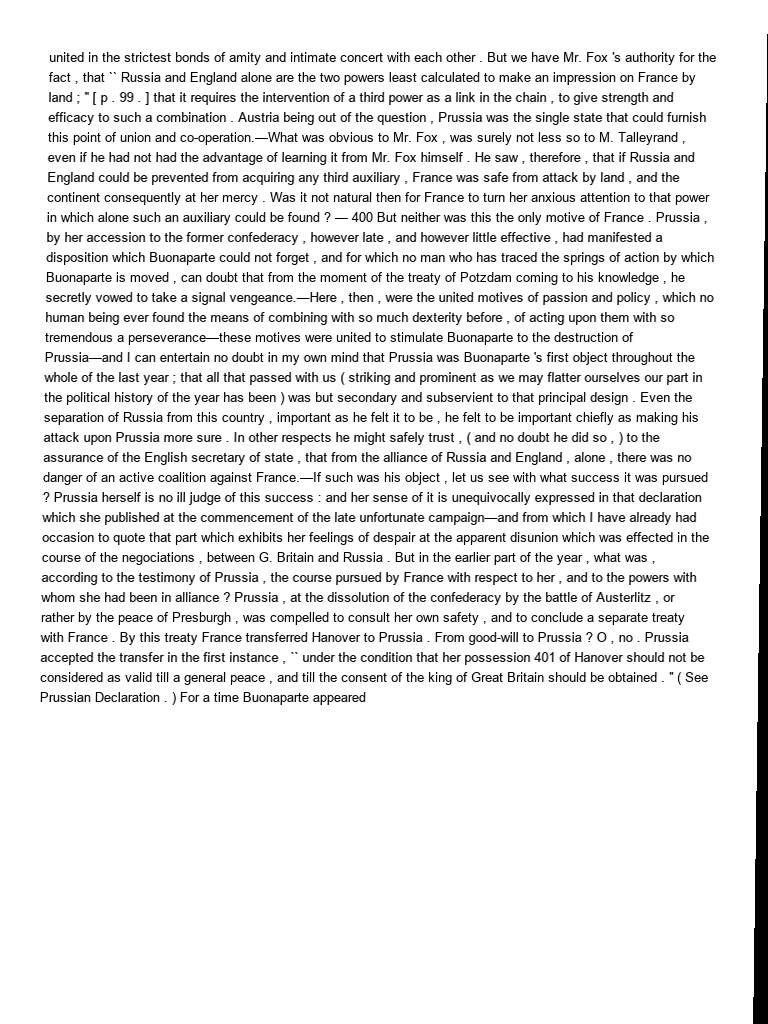 united in the strictest bonds of amity and intimate concert with each other . But we have Mr. Fox 's authority for the
fact , that `` Russia and England alone are the two powers least calculated to make an impression on France by
land ; " [ p . 99 . ] that it requires the intervention of a third power as a link in the chain , to give strength and
efficacy to such a combination . Austria being out of the question , Prussia was the single state that could furnish
this point of union and co-operation.—What was obvious to Mr. Fox , was surely not less so to M. Talleyrand ,
even if he had not had the advantage of learning it from Mr. Fox himself . He saw , therefore , that if Russia and
England could be prevented from acquiring any third auxiliary , France was safe from attack by land , and the
continent consequently at her mercy . Was it not natural then for France to turn her anxious attention to that power
in which alone such an auxiliary could be found ? — 400 But neither was this the only motive of France . Prussia ,
by her accession to the former confederacy , however late , and however little effective , had manifested a
disposition which Buonaparte could not forget , and for which no man who has traced the springs of action by which
Buonaparte is moved , can doubt that from the moment of the treaty of Potzdam coming to his knowledge , he
secretly vowed to take a signal vengeance.—Here , then , were the united motives of passion and policy , which no
human being ever found the means of combining with so much dexterity before , of acting upon them with so
tremendous a perseverance—these motives were united to stimulate Buonaparte to the destruction of
Prussia—and I can entertain no doubt in my own mind that Prussia was Buonaparte 's first object throughout the
whole of the last year ; that all that passed with us ( striking and prominent as we may flatter ourselves our part in
the political history of the year has been ) was but secondary and subservient to that principal design . Even the
separation of Russia from this country , important as he felt it to be , he felt to be important chiefly as making his
attack upon Prussia more sure . In other respects he might safely trust , ( and no doubt he did so , ) to the
assurance of the English secretary of state , that from the alliance of Russia and England , alone , there was no
danger of an active coalition against France.—If such was his object , let us see with what success it was pursued
? Prussia herself is no ill judge of this success : and her sense of it is unequivocally expressed in that declaration
which she published at the commencement of the late unfortunate campaign—and from which I have already had
occasion to quote that part which exhibits her feelings of despair at the apparent disunion which was effected in the
course of the negociations , between G. Britain and Russia . But in the earlier part of the year , what was ,
according to the testimony of Prussia , the course pursued by France with respect to her , and to the powers with
whom she had been in alliance ? Prussia , at the dissolution of the confederacy by the battle of Austerlitz , or
rather by the peace of Presburgh , was compelled to consult her own safety , and to conclude a separate treaty
with France . By this treaty France transferred Hanover to Prussia . From good-will to Prussia ? O , no . Prussia
accepted the transfer in the first instance , `` under the condition that her possession 401 of Hanover should not be
considered as valid till a general peace , and till the consent of the king of Great Britain should be obtained . " ( See
Prussian Declaration . ) For a time Buonaparte appeared